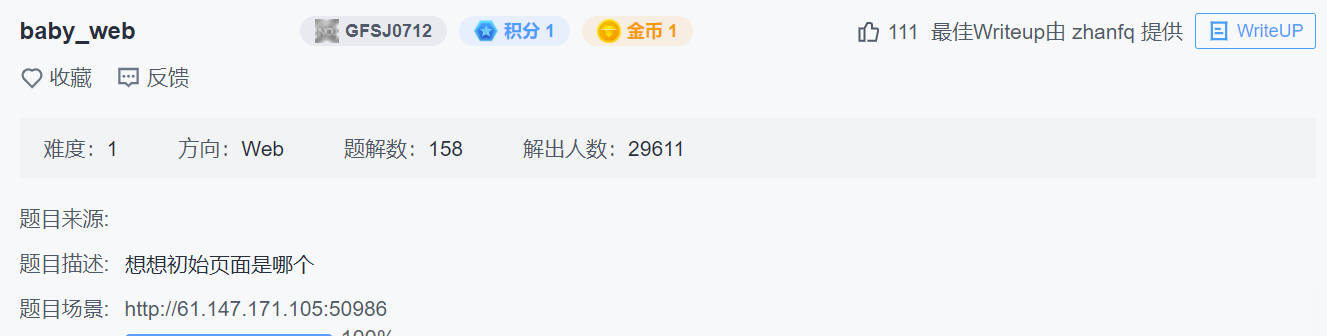 baby_web GFSJ0712 积分 1 金币 1 111 最佳Writeup由 zhanfq 提供 WriteUP
收藏 反馈
难度：1 方向：Web 题解数：158 解出人数：29611
题目来源:
题目描述: 想想初始页面是哪个
题目场景: http://61.147.171.105:50986
100%